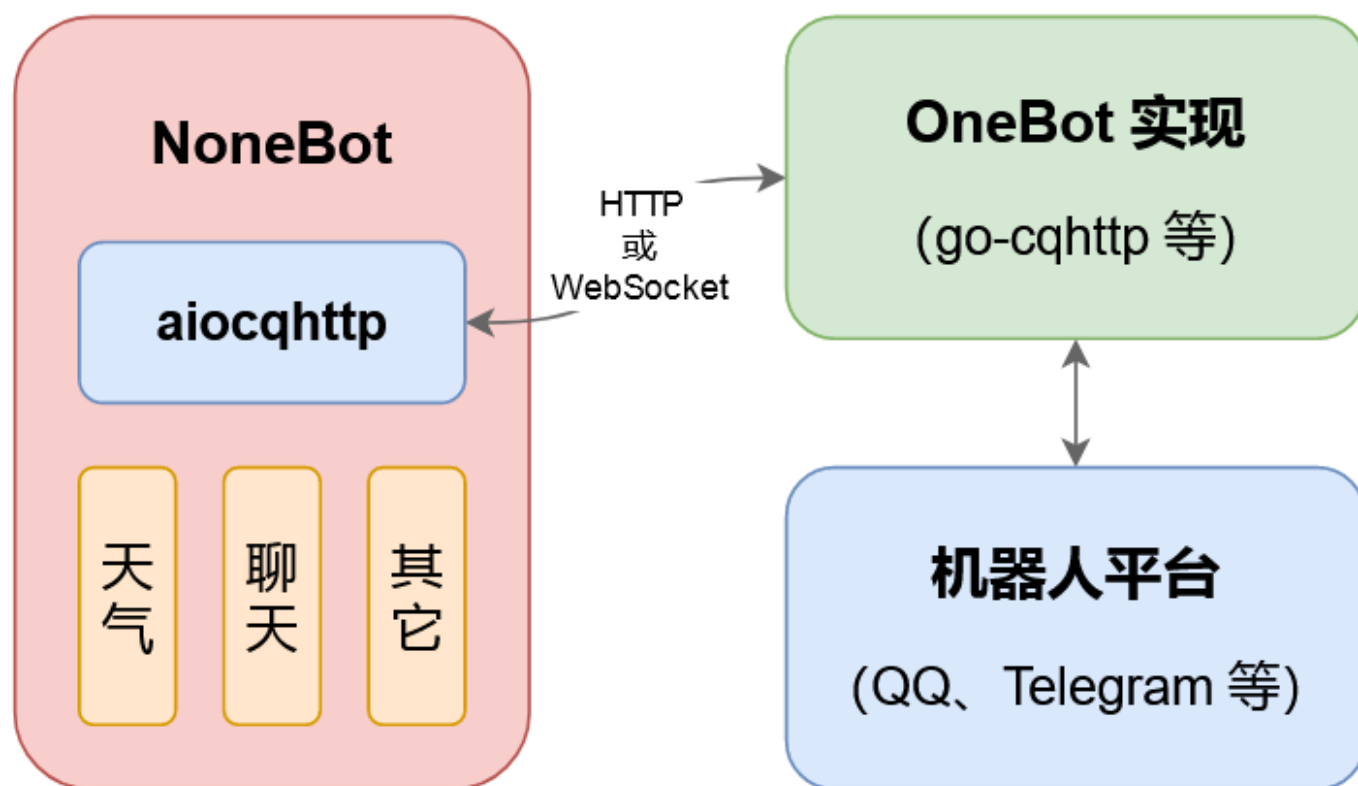 NoneBot
aiocqhttp
天
气
聊
天
其
它
HTTP
或
WebSocket
OneBot 实现
(go-cqhttp 等)
机器人平台
(QQ、Telegram 等)